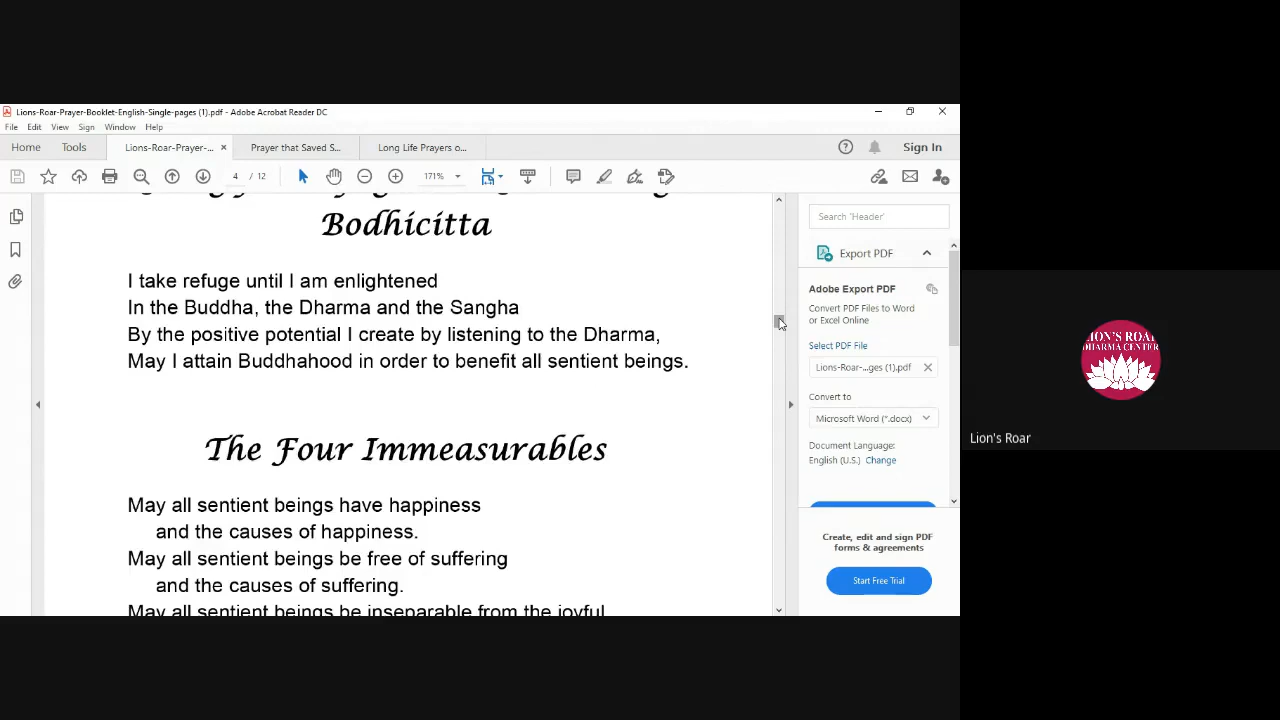 Lions-Roar-Prayer-Booklet-English-Single-pages (1).pdf - Adobe Acrobat Reader DC
File Edit View Sign Window Help
Home Tools Lions-Roar-Prayer-... × Prayer that Saved S... Long Life Prayers o... Sign In
4 / 12 171%
Bodhicitta
I take refuge until I am enlightened
In the Buddha, the Dharma and the Sangha
By the positive potential I create by listening to the Dharma,
May I attain Buddhahood in order to benefit all sentient beings.
The Four Immeasurables
May all sentient beings have happiness
and the causes of happiness.
May all sentient beings be free of suffering
and the causes of suffering.
May all sentient beings be inseparable from the joyful
Search 'Header'
Export PDF
Adobe Export PDF
Convert PDF Files to Word
or Excel Online
Select PDF File
Lions-Roar-...ges (1).pdf
Convert to
Microsoft Word (*.docx)
Document Language:
English (U.S.) Change
Create, edit and sign PDF
forms & agreements
Start Free Trial
LION'S ROAR
DHARMA CENTER
Lion's Roar